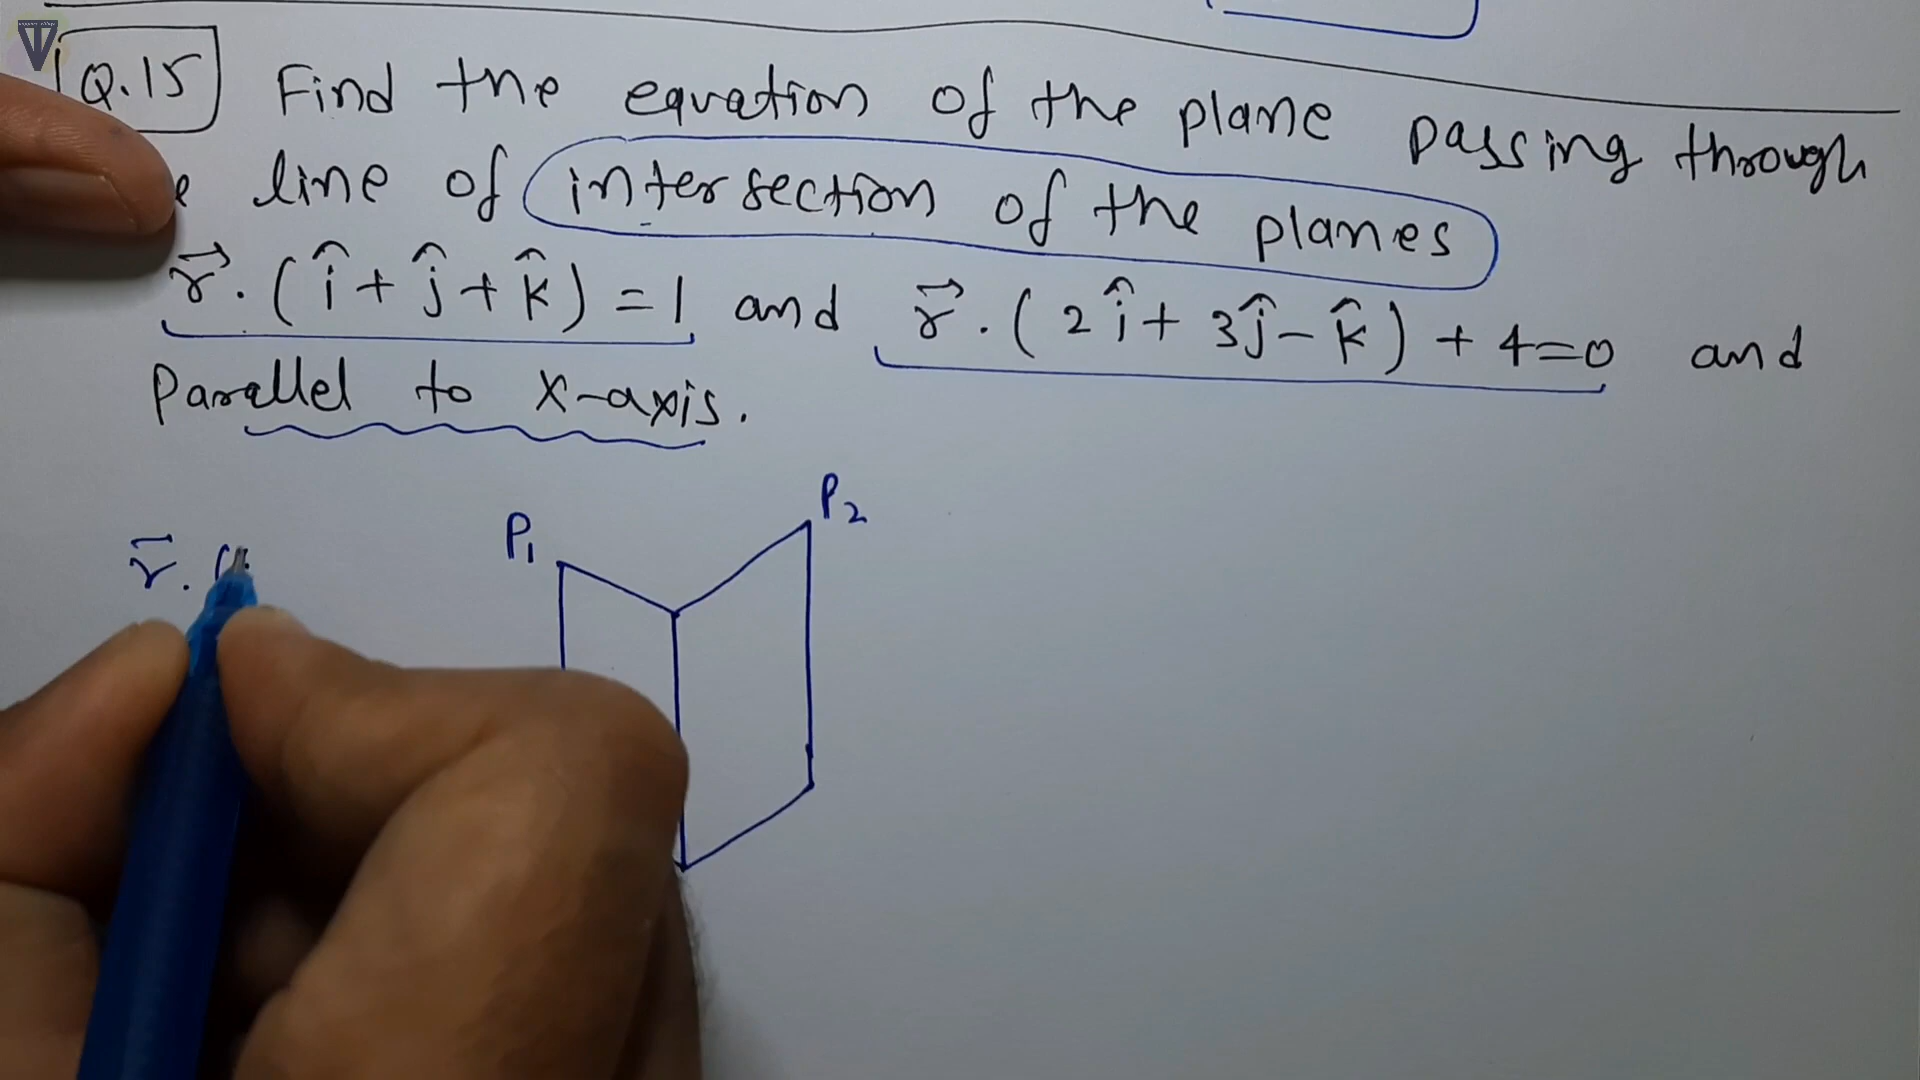 Q.15 Find the equation of the plane passing through
line of intersection of the planes
r⃗.(î+ĵ+k̂)=1 and r⃗.(2î+3ĵ-k̂)+4=0 and
Parallel to X-axis.
P₁ P₂
r⃗.(